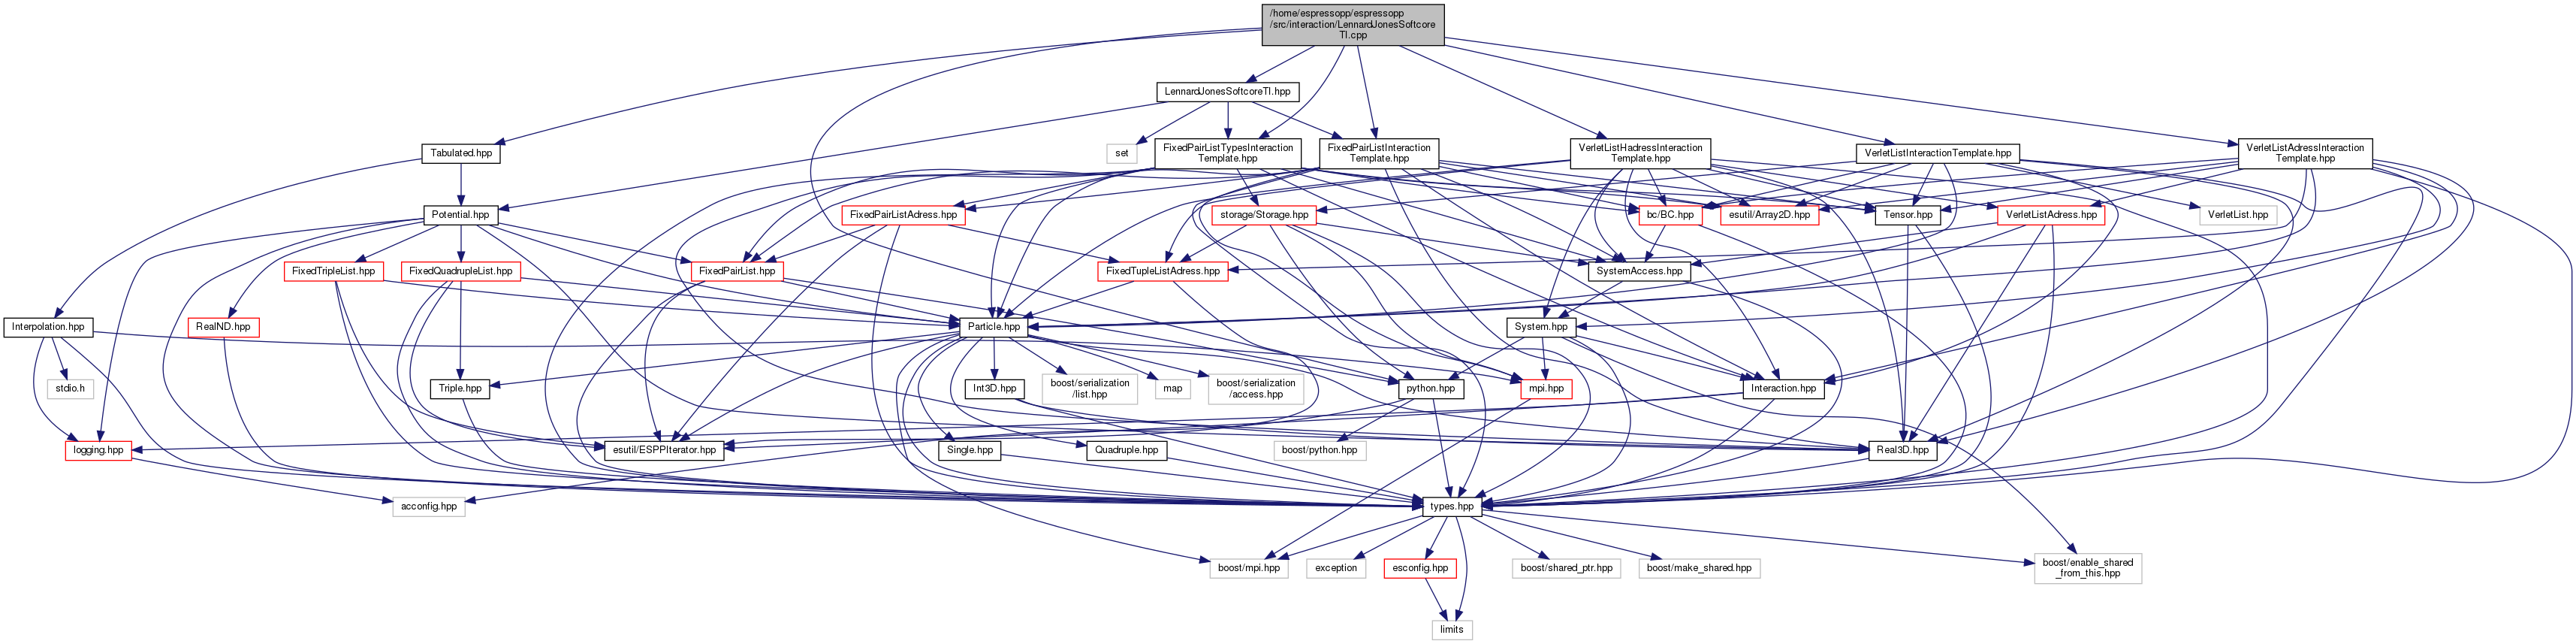 /home/espressopp/espressopp
/src/interaction/LennardJonesSoftcore
TI.cpp
LennardJonesSoftcoreTI.hpp
Tabulated.hpp
set
FixedPairListTypesInteraction
Template.hpp
FixedPairListInteraction
Template.hpp
VerletListHadressInteraction
Template.hpp
VerletListInteractionTemplate.hpp
VerletListAdressInteraction
Template.hpp
Potential.hpp
FixedPairListAdress.hpp
storage/Storage.hpp
bc/BC.hpp
esutil/Array2D.hpp
Tensor.hpp
VerletListAdress.hpp
VerletList.hpp
FixedTripleList.hpp
FixedQuadrupleList.hpp
FixedPairList.hpp
FixedTupleListAdress.hpp
SystemAccess.hpp
Interpolation.hpp
RealND.hpp
Particle.hpp
System.hpp
stdio.h
Triple.hpp
Int3D.hpp
boost/serialization
/list.hpp
map
boost/serialization
/access.hpp
python.hpp
mpi.hpp
Interaction.hpp
logging.hpp
esutil/ESPPIterator.hpp
Single.hpp
Quadruple.hpp
boost/python.hpp
Real3D.hpp
acconfig.hpp
types.hpp
boost/mpi.hpp
exception
esconfig.hpp
boost/shared_ptr.hpp
boost/make_shared.hpp
boost/enable_shared
_from_this.hpp
limits